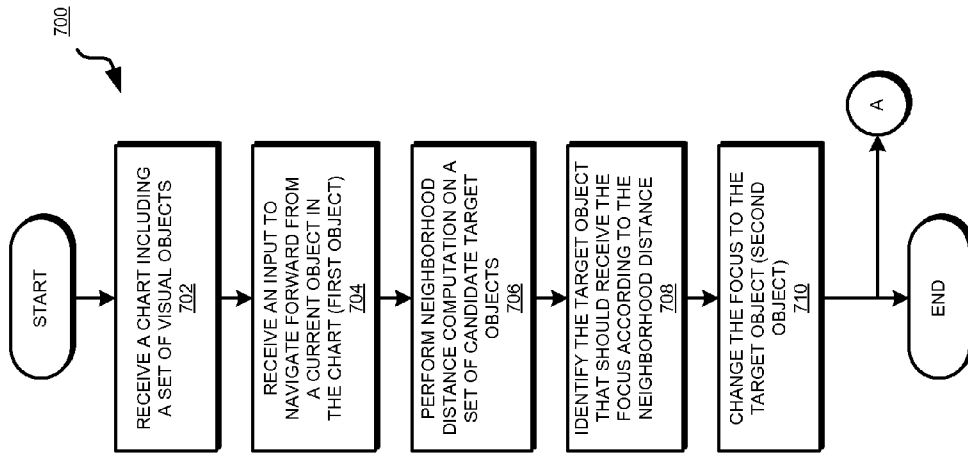 700
START
RECEIVE A CHART INCLUDING
A SET OF VISUAL OBJECTS
702
RECEIVE AN INPUT TO
NAVIGATE FORWARD FROM
A CURRENT OBJECT IN
THE CHART (FIRST OBJECT)
704
PERFORM NEIGHBORHOOD
DISTANCE COMPUTATION ON A
SET OF CANDIDATE TARGET
OBJECTS
706
IDENTIFY THE TARGET OBJECT
THAT SHOULD RECEIVE THE
FOCUS ACCORDING TO THE
NEIGHBORHOOD DISTANCE
708
CHANGE THE FOCUS TO THE
TARGET OBJECT (SECOND
OBJECT)
710
A
END